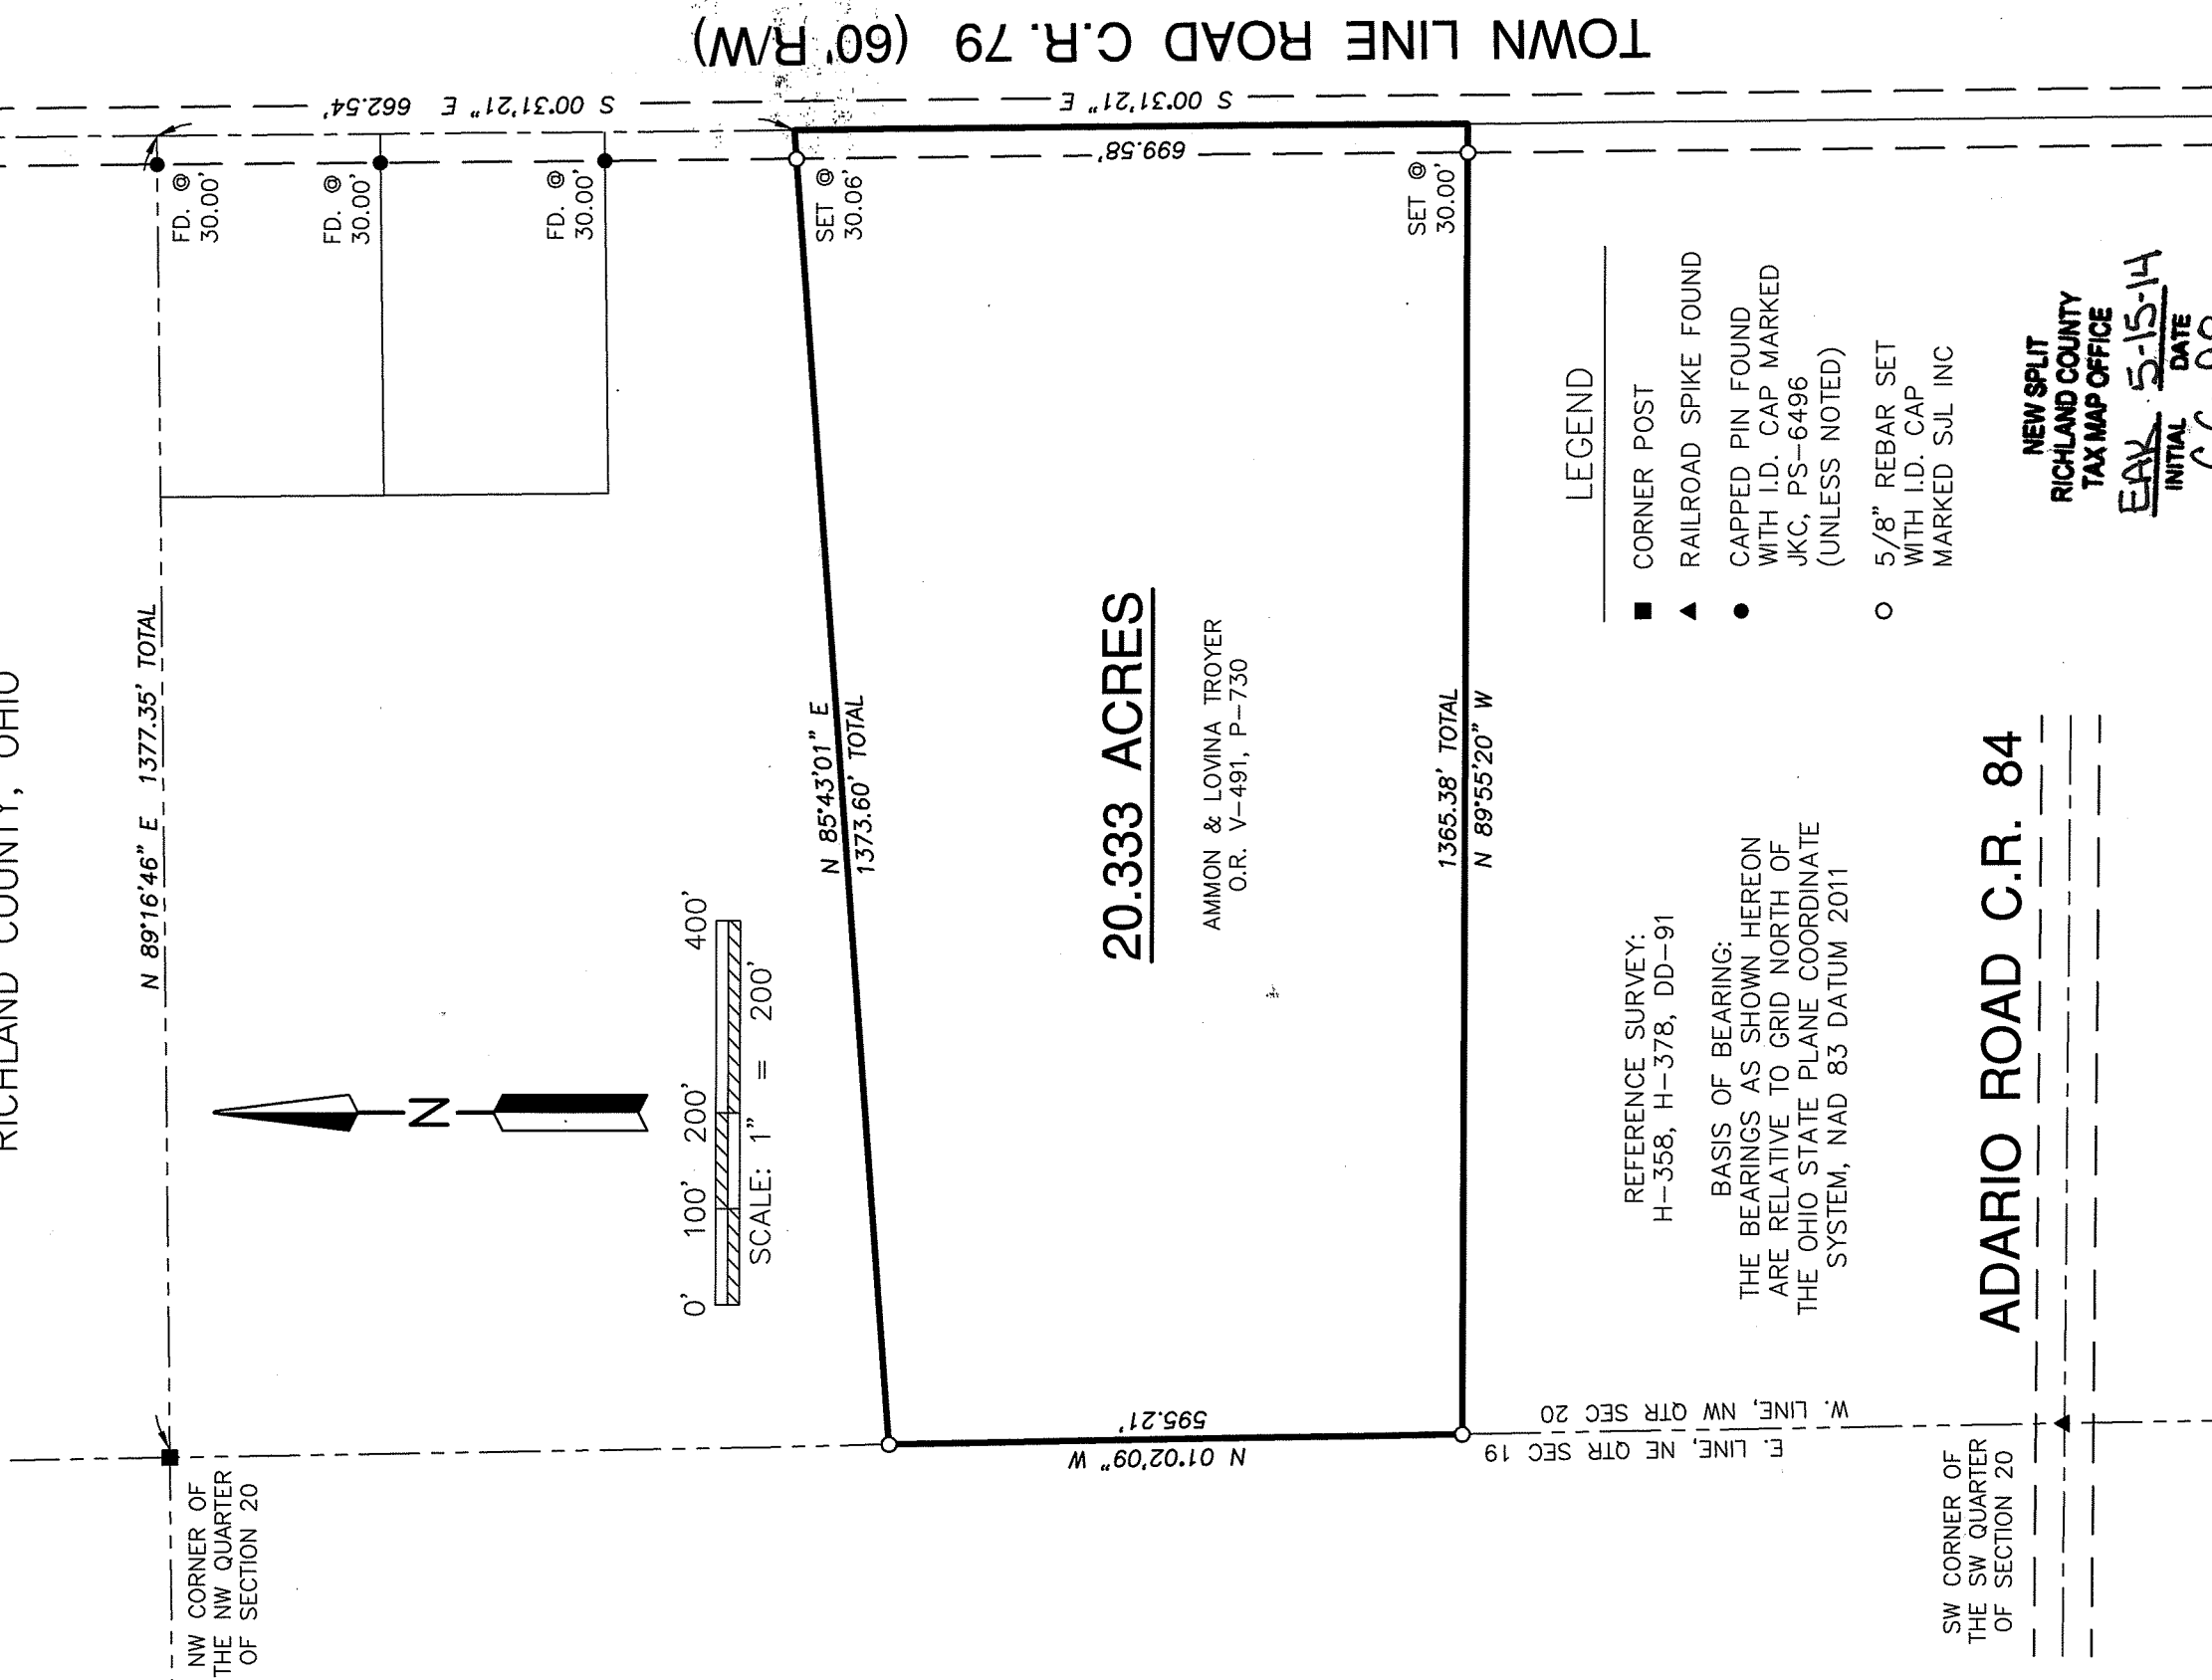 RICHLAND COUNTY, OHIO
TOWN LINE ROAD C.R. 79 (60' R/W)
S 00°31'21" E 662.54'
S 00°31'21" E
699.58'
FD. @
30.00'
FD. @
30.00'
FD. @
30.00'
SET @
30.06'
SET @
30.00'
N 89°16'46" E 1377.35' TOTAL
N 85°43'01" E
1373.60' TOTAL
20.333 ACRES
AMMON & LOVINA TROYER
O.R. V-491, P-730
1365.38' TOTAL
N 89°55'20" W
N
0' 100' 200' 400'
SCALE: 1" = 200'
595.21'
N 01°02'09" W
NW CORNER OF
THE NW QUARTER
OF SECTION 20
W. LINE, NW QTR SEC 20
E. LINE, NE QTR SEC 19
SW CORNER OF
THE SW QUARTER
OF SECTION 20
LEGEND
CORNER POST
RAILROAD SPIKE FOUND
CAPPED PIN FOUND
WITH I.D. CAP MARKED
JKC, PS-6496
(UNLESS NOTED)
5/8" REBAR SET
WITH I.D. CAP
MARKED SJL INC
REFERENCE SURVEY:
H-358, H-378, DD-91
BASIS OF BEARING:
THE BEARINGS AS SHOWN HEREON
ARE RELATIVE TO GRID NORTH OF
THE OHIO STATE PLANE COORDINATE
SYSTEM, NAD 83 DATUM 2011
ADARIO ROAD C.R. 84
NEW SPLIT
RICHLAND COUNTY
TAX MAP OFFICE
EAK 5-15-14
INITIAL DATE